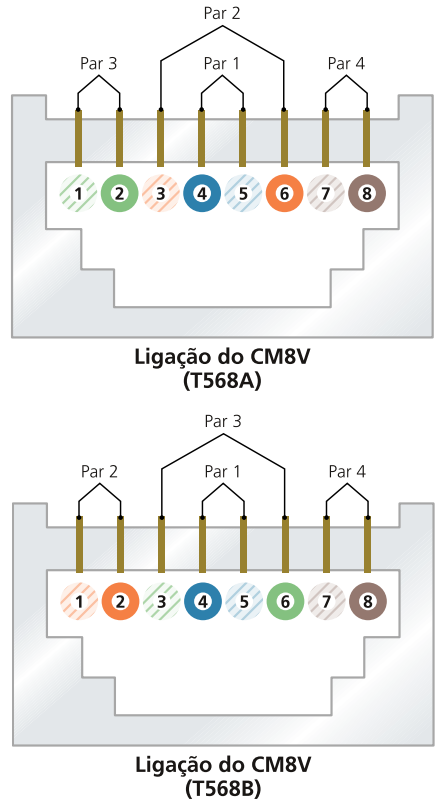 Par 2
Par 3 Par 1 Par 4
1 2 3 4 5 6 7 8
Ligação do CM8V
(T568A)
Par 3
Par 2 Par 1 Par 4
1 2 3 4 5 6 7 8
Ligação do CM8V
(T568B)